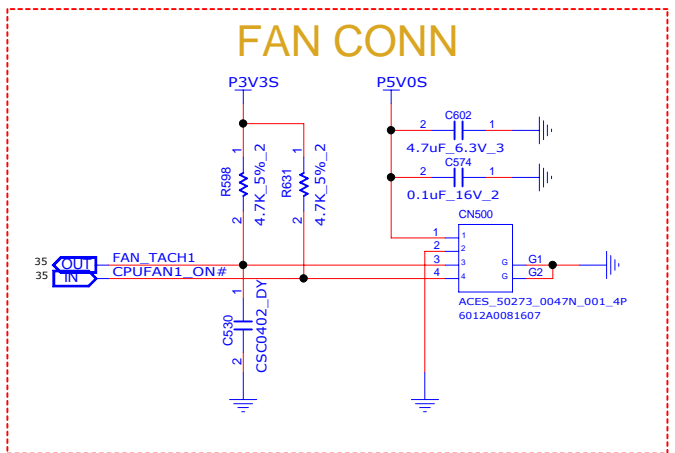 FAN CONN
P3V3S
P5V0S
C602
2 1
4.7uF_6.3V_3
C574
2 1
0.1uF_16V_2
1
R598
4.7K_5%_2
2
1
R631
4.7K_5%_2
2
CN500
1 1
2 2
3 3
4 4
G G1
G G2
ACES_50273_0047N_001_4P
6012A0081607
35 OUT FAN_TACH1
35 IN CPUFAN1_ON#
1
C530
CSC0402_DY
2